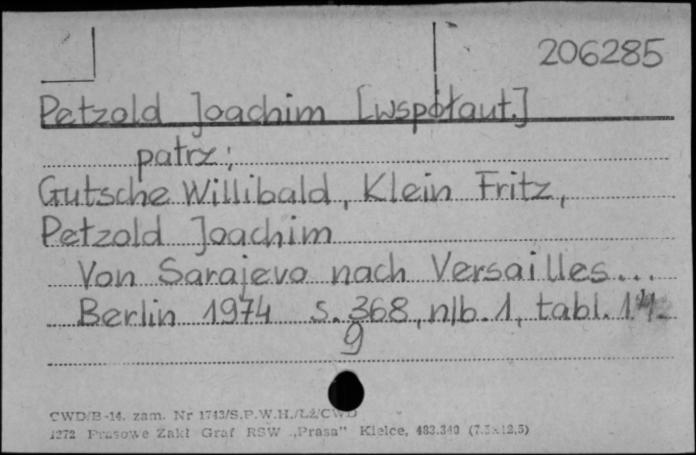 206285
Petzold Joachim [współaut.]
patrz:
Gutsche Willibald, Klein Fritz,
Petzold Joachim
Von Sarajevo nach Versailles...
Berlin 1974 s. 368, nlb. 1, tabl. 14.
9
CWD/B-14. zam. Nr 1743/S.P.W.H./ŁŻ/CWD
1272 Prasowe Zakł Graf RSW „Prasa" Kielce, 483.340 (7.5x12,5)